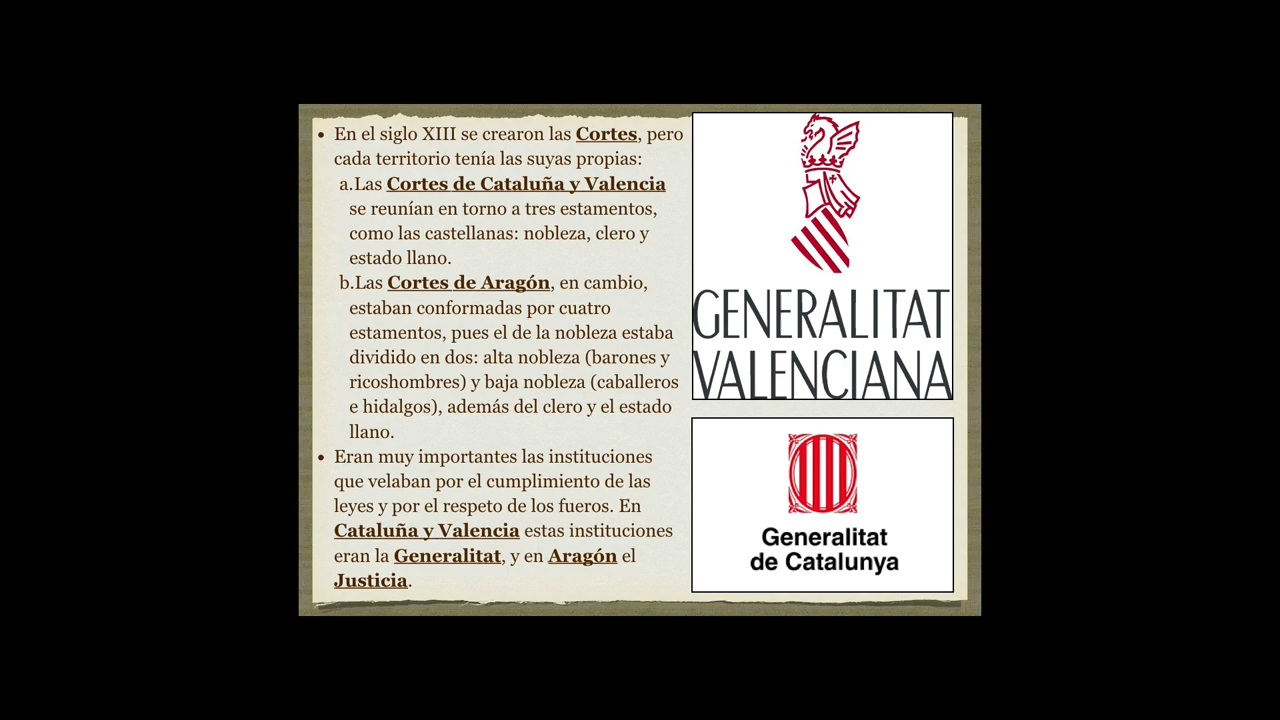 • En el siglo XIII se crearon las Cortes, pero
cada territorio tenía las suyas propias:
a.Las Cortes de Cataluña y Valencia
se reunían en torno a tres estamentos,
como las castellanas: nobleza, clero y
estado llano.
b.Las Cortes de Aragón, en cambio,
estaban conformadas por cuatro
estamentos, pues el de la nobleza estaba
dividido en dos: alta nobleza (barones y
ricoshombres) y baja nobleza (caballeros
e hidalgos), además del clero y el estado
llano.
• Eran muy importantes las instituciones
que velaban por el cumplimiento de las
leyes y por el respeto de los fueros. En
Cataluña y Valencia estas instituciones
eran la Generalitat, y en Aragón el
Justicia.
GENERALITAT
VALENCIANA
Generalitat
de Catalunya